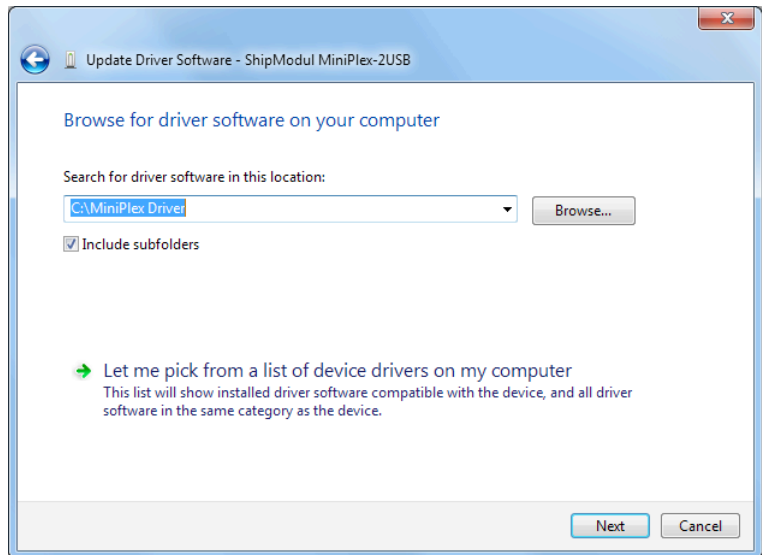 Update Driver Software - ShipModul MiniPlex-2USB
Browse for driver software on your computer
Search for driver software in this location:
C:\MiniPlex Driver
Browse...
Include subfolders
Let me pick from a list of device drivers on my computer
This list will show installed driver software compatible with the device, and all driver
software in the same category as the device.
Next
Cancel